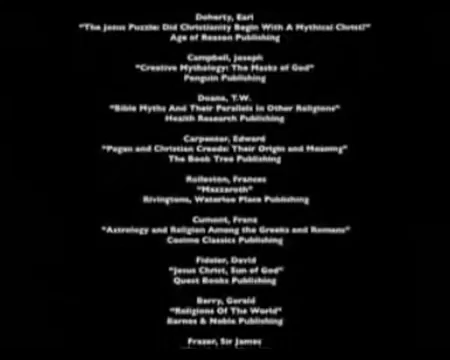 Doherty, Earl
"The Jesus Puzzle: Did Christianity Begin With A Mythical Christ?"
Age of Reason Publishing
Campbell, Joseph
"Creative Mythology: The Masks of God"
Penguin Publishing
Doane, T.W.
"Bible Myths And Their Parallels In Other Religions"
Health Research Publishing
Carpenter, Edward
"Pagan and Christian Creeds: Their Origin and Meaning"
The Book Tree Publishing
Rolleston, Frances
"Mazzaroth"
Rivingtons, Waterloo Place Publishing
Cumont, Franz
"Astrology and Religion Among the Greeks and Romans"
Cosimo Classics Publishing
Fideler, David
"Jesus Christ, Sun of God"
Quest Books Publishing
Berry, Gerald
"Religions Of The World"
Barnes & Noble Publishing
Frazer, Sir James